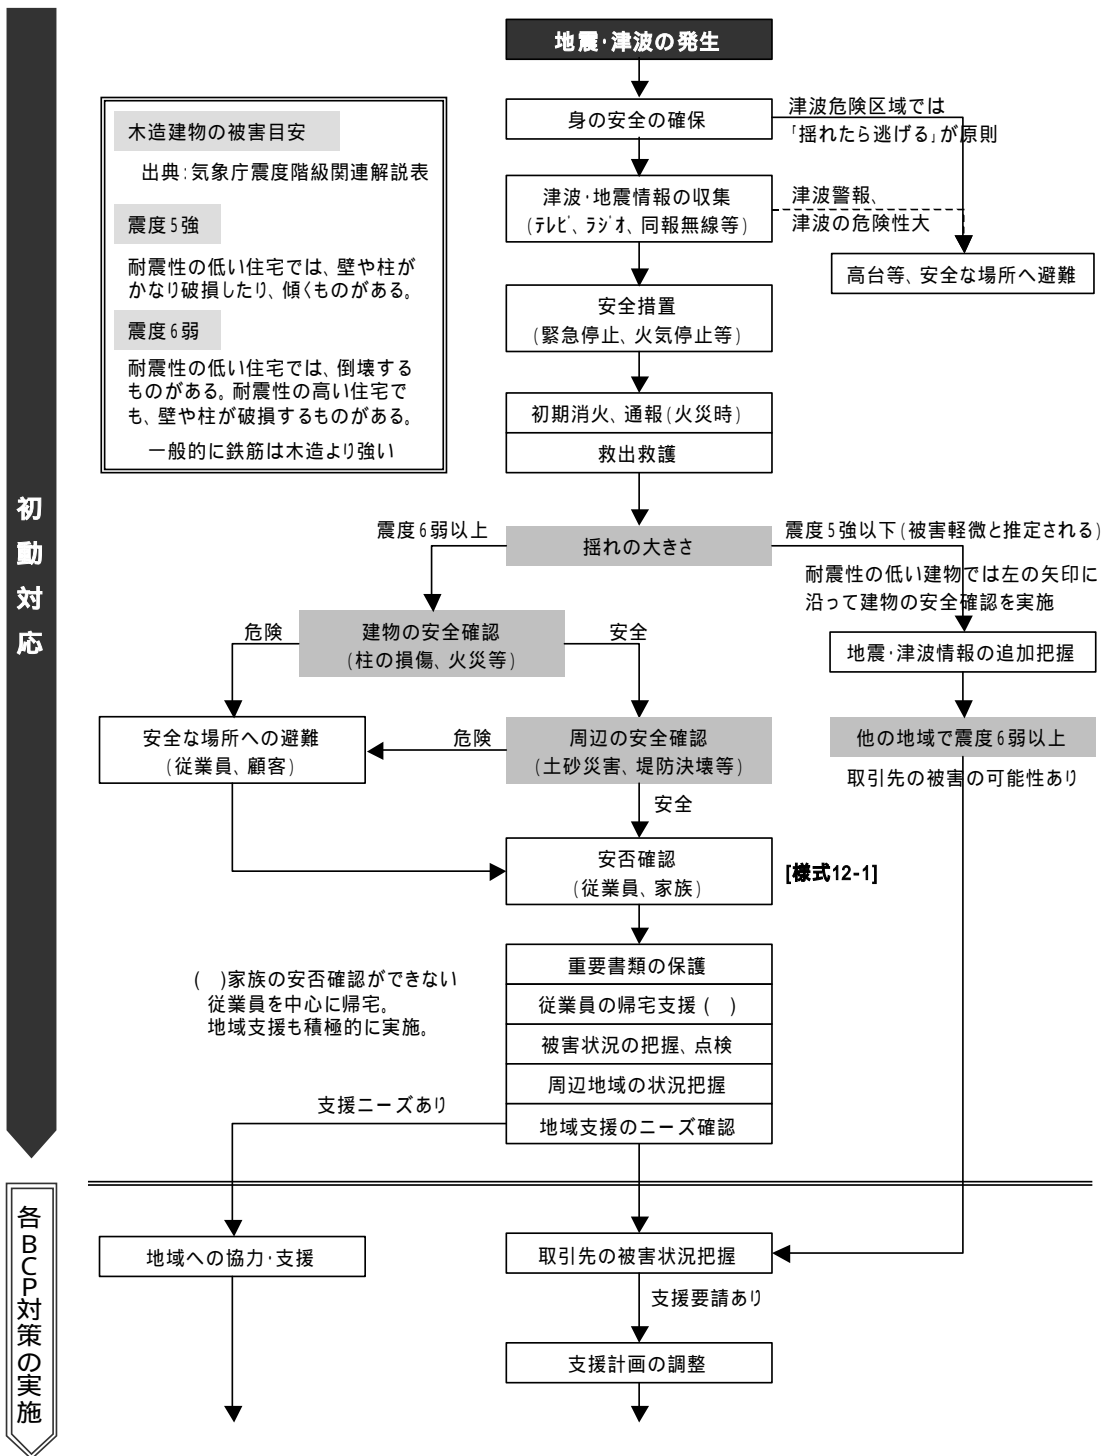 地震・津波の発生
身の安全の確保
津波危険区域では
「揺れたら逃げる」が原則
木造建物の被害目安
出典：気象庁震度階級関連解説表
震度5強
耐震性の低い住宅では、壁や柱が
かなり破損したり、傾くものがある。
震度6弱
耐震性の低い住宅では、倒壊する
ものがある。耐震性の高い住宅で
も、壁や柱が破損するものがある。
一般的に鉄筋は木造より強い
津波・地震情報の収集
（テレビ、ラジオ、同報無線等）
津波警報、
津波の危険性大
高台等、安全な場所へ避難
安全措置
（緊急停止、火気停止等）
初期消火、通報（火災時）
救出救護
初動対応
震度6弱以上
揺れの大きさ
震度5強以下（被害軽微と推定される）
耐震性の低い建物では左の矢印に
沿って建物の安全確認を実施
危険
建物の安全確認
（柱の損傷、火災等）
安全
地震・津波情報の追加把握
安全な場所への避難
（従業員、顧客）
危険
周辺の安全確認
（土砂災害、堤防決壊等）
他の地域で震度6弱以上
取引先の被害の可能性あり
安全
安否確認
（従業員、家族）
[様式12-1]
（　）家族の安否確認ができない
従業員を中心に帰宅。
地域支援も積極的に実施。
重要書類の保護
従業員の帰宅支援（　）
被害状況の把握、点検
周辺地域の状況把握
地域支援のニーズ確認
支援ニーズあり
各BCP対策の実施
地域への協力・支援
取引先の被害状況把握
支援要請あり
支援計画の調整